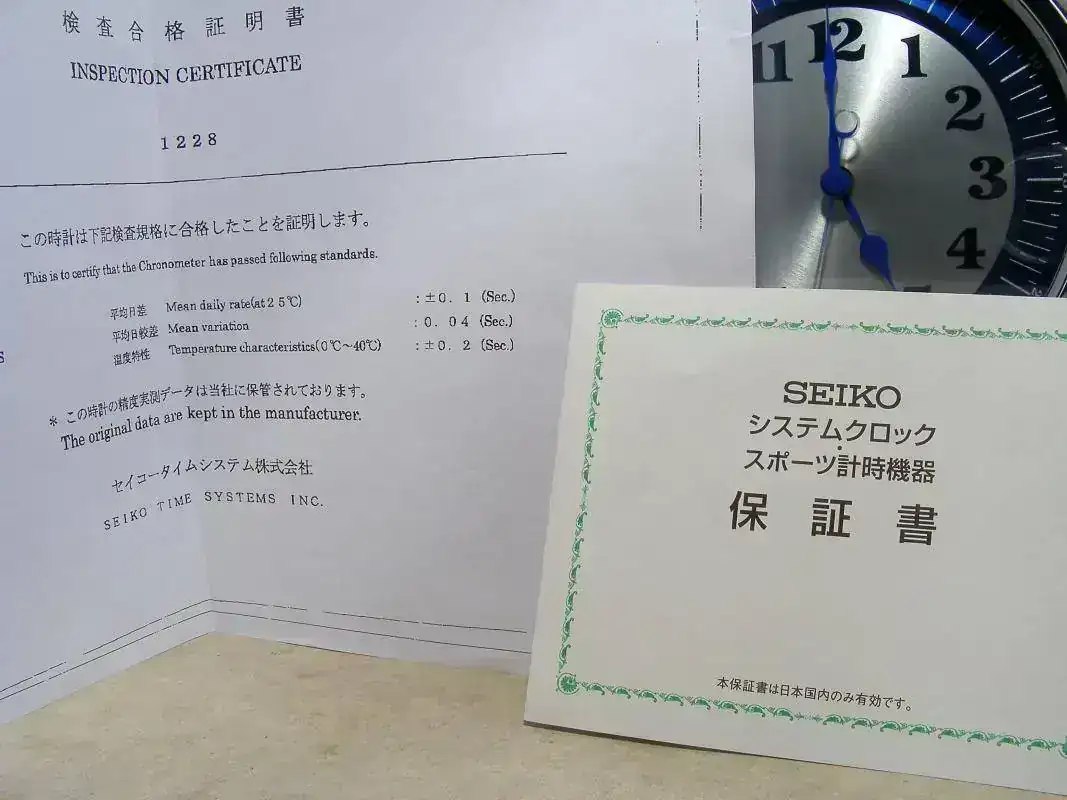 検査合格証明書
INSPECTION CERTIFICATE
1228
この時計は下記検査規格に合格したことを証明します。
This is to certify that the Chronometer has passed following standards.
平均日差 Mean daily rate(at 25℃) :±0.1 (Sec.)
平均日較差 Mean variation :0.04 (Sec.)
温度特性 Temperature characteristics(0℃～40℃) :±0.2 (Sec.)
* この時計の精度実測データは当社に保管されております。
The original data are kept in the manufacturer.
セイコータイムシステム株式会社
SEIKO TIME SYSTEMS INC.
11 12 1 2 3 4
SEIKO
システムクロック
・
スポーツ計時機器
保証書
本保証書は日本国内のみ有効です。